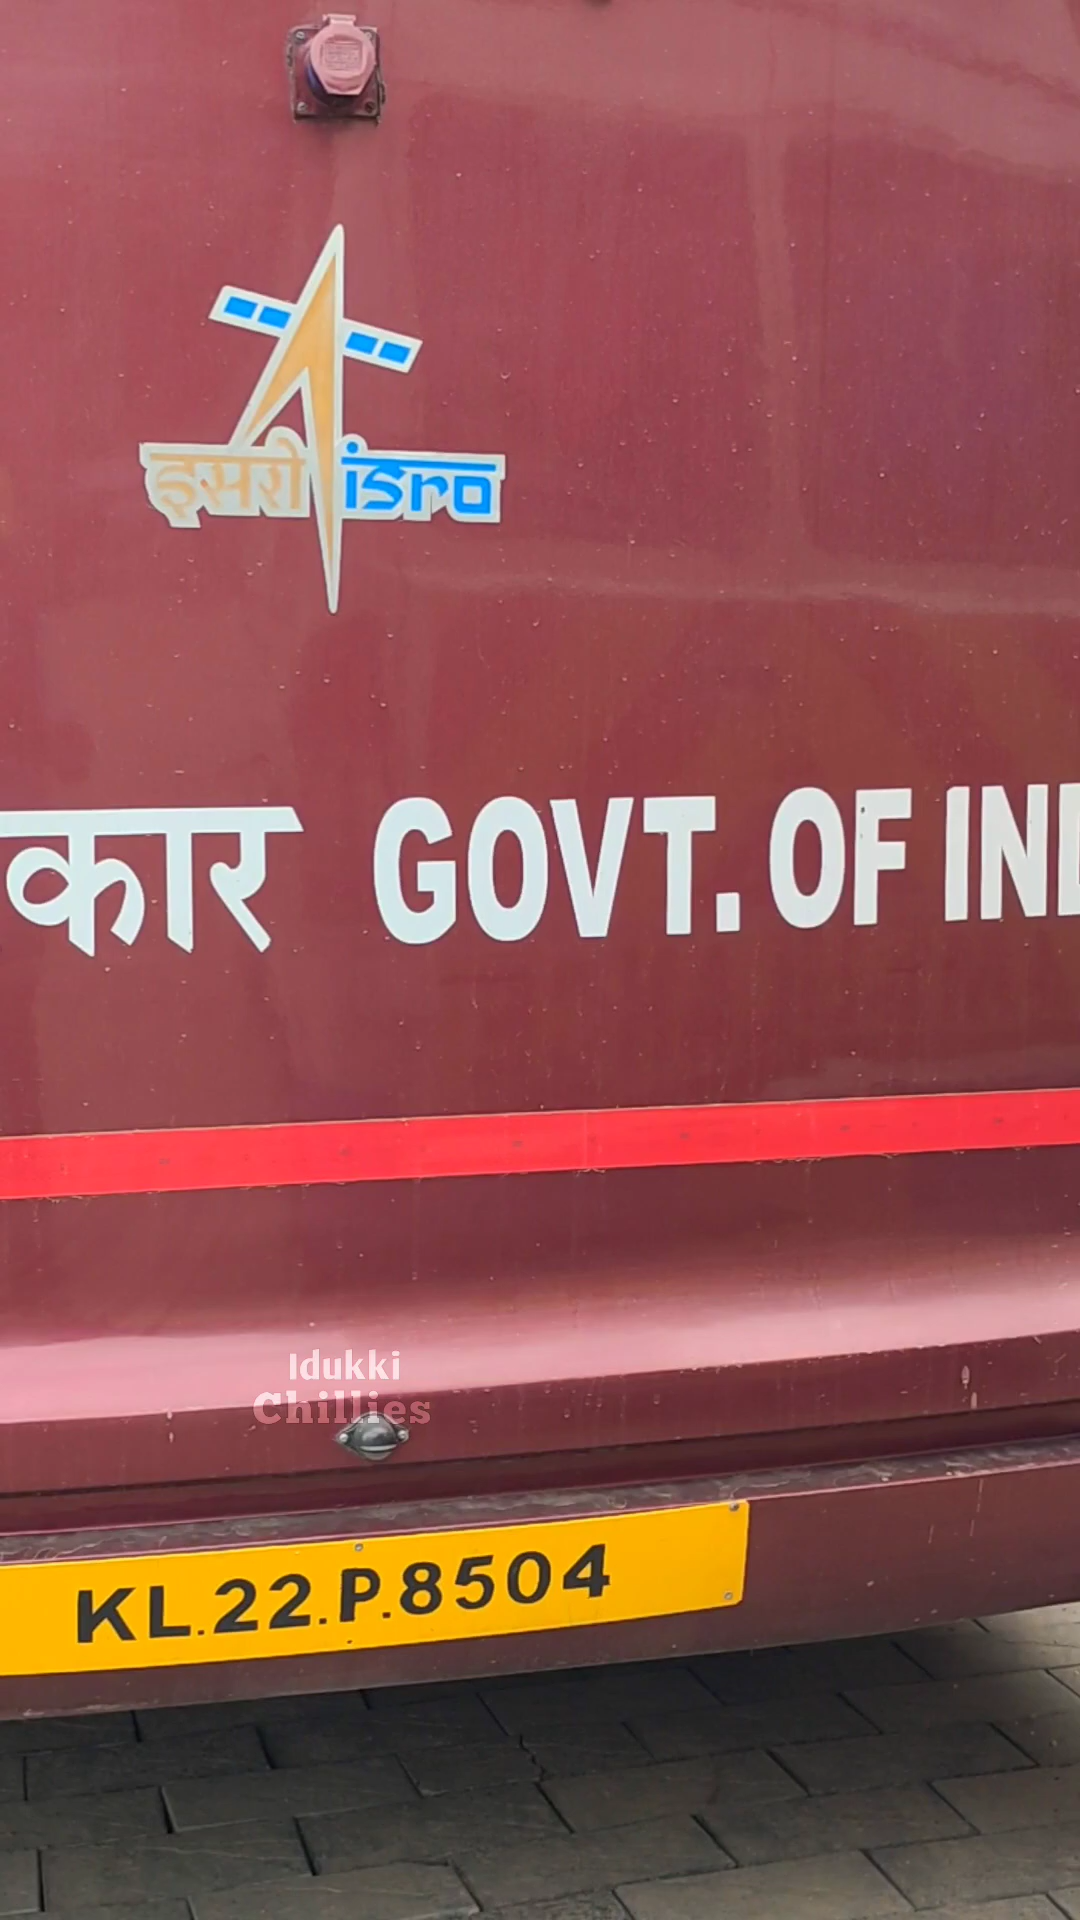 इसरो isro
कार GOVT. OF IN
Idukki
Chillies
KL.22.P.8504